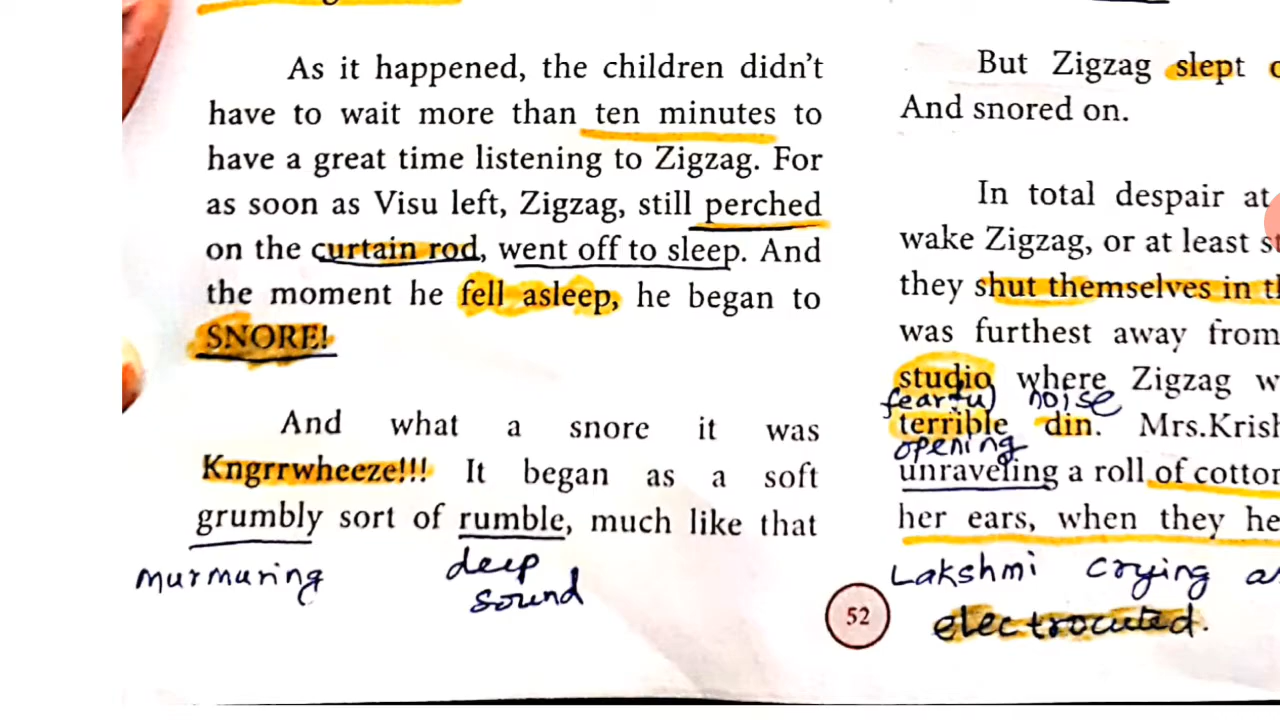 As it happened, the children didn't
have to wait more than ten minutes to
have a great time listening to Zigzag. For
as soon as Visu left, Zigzag, still perched
on the curtain rod, went off to sleep. And
the moment he fell asleep, he began to
SNORE!
And what a snore it was
Kngrrwheeze!!! It began as a soft
grumbly sort of rumble, much like that
murmuring deep
sound
52
But Zigzag slept
And snored on.
In total despair at
wake Zigzag, or at least
they shut themselves in
was furthest away from
studio where Zigzag
fearful noise
terrible din. Mrs.Krish
opening
unraveling a roll of cotton
her ears, when they
Lakshmi crying
electrocuted.